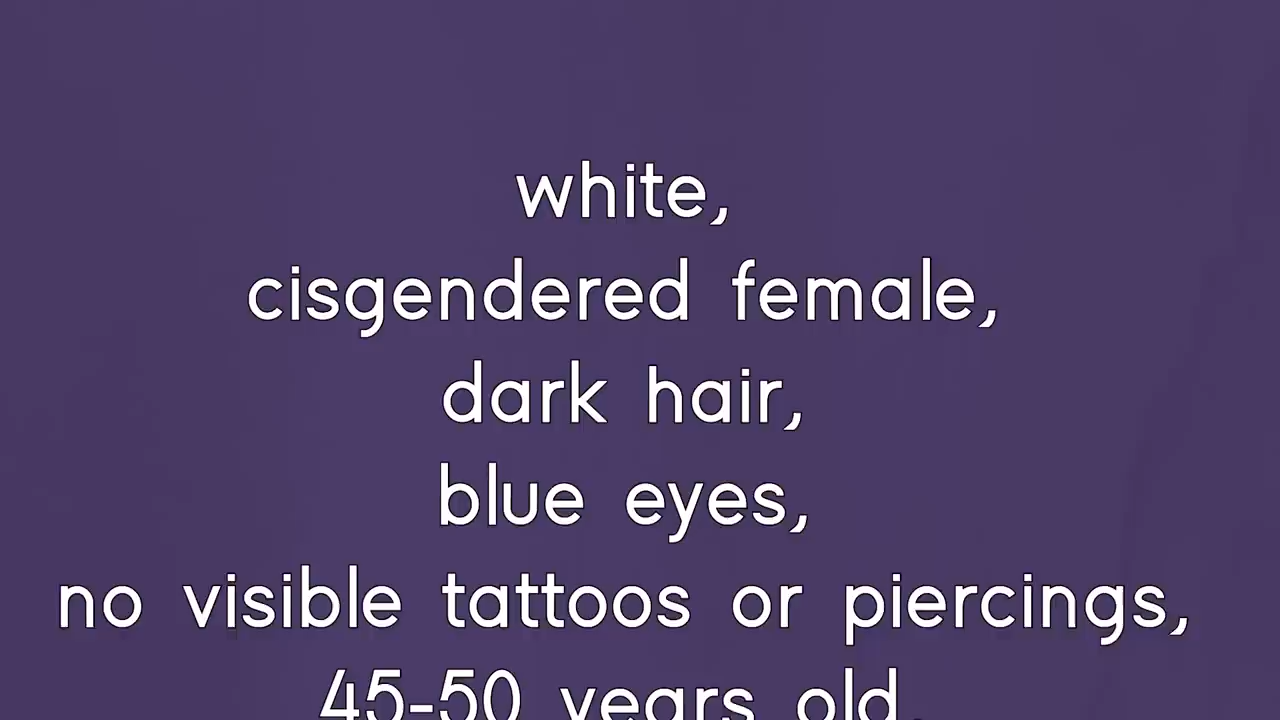 white,
cisgendered female,
dark hair,
blue eyes,
no visible tattoos or piercings,
45-50 years old,